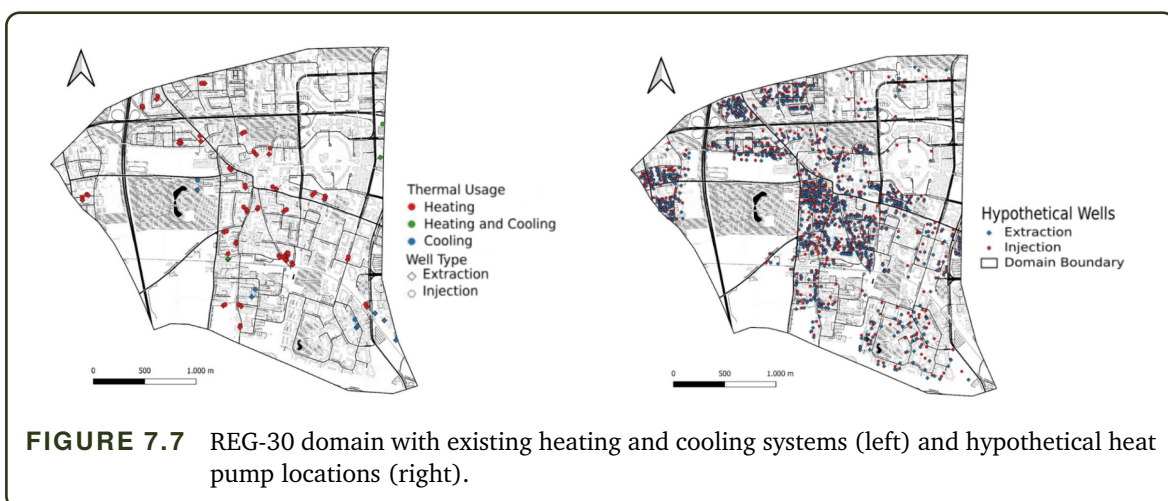 Thermal Usage
Heating
Heating and Cooling
Cooling
Well Type
Extraction
Injection
0 500 1.000 m
Hypothetical Wells
Extraction
Injection
Domain Boundary
0 500 1.000 m
FIGURE 7.7 REG-30 domain with existing heating and cooling systems (left) and hypothetical heat
pump locations (right).